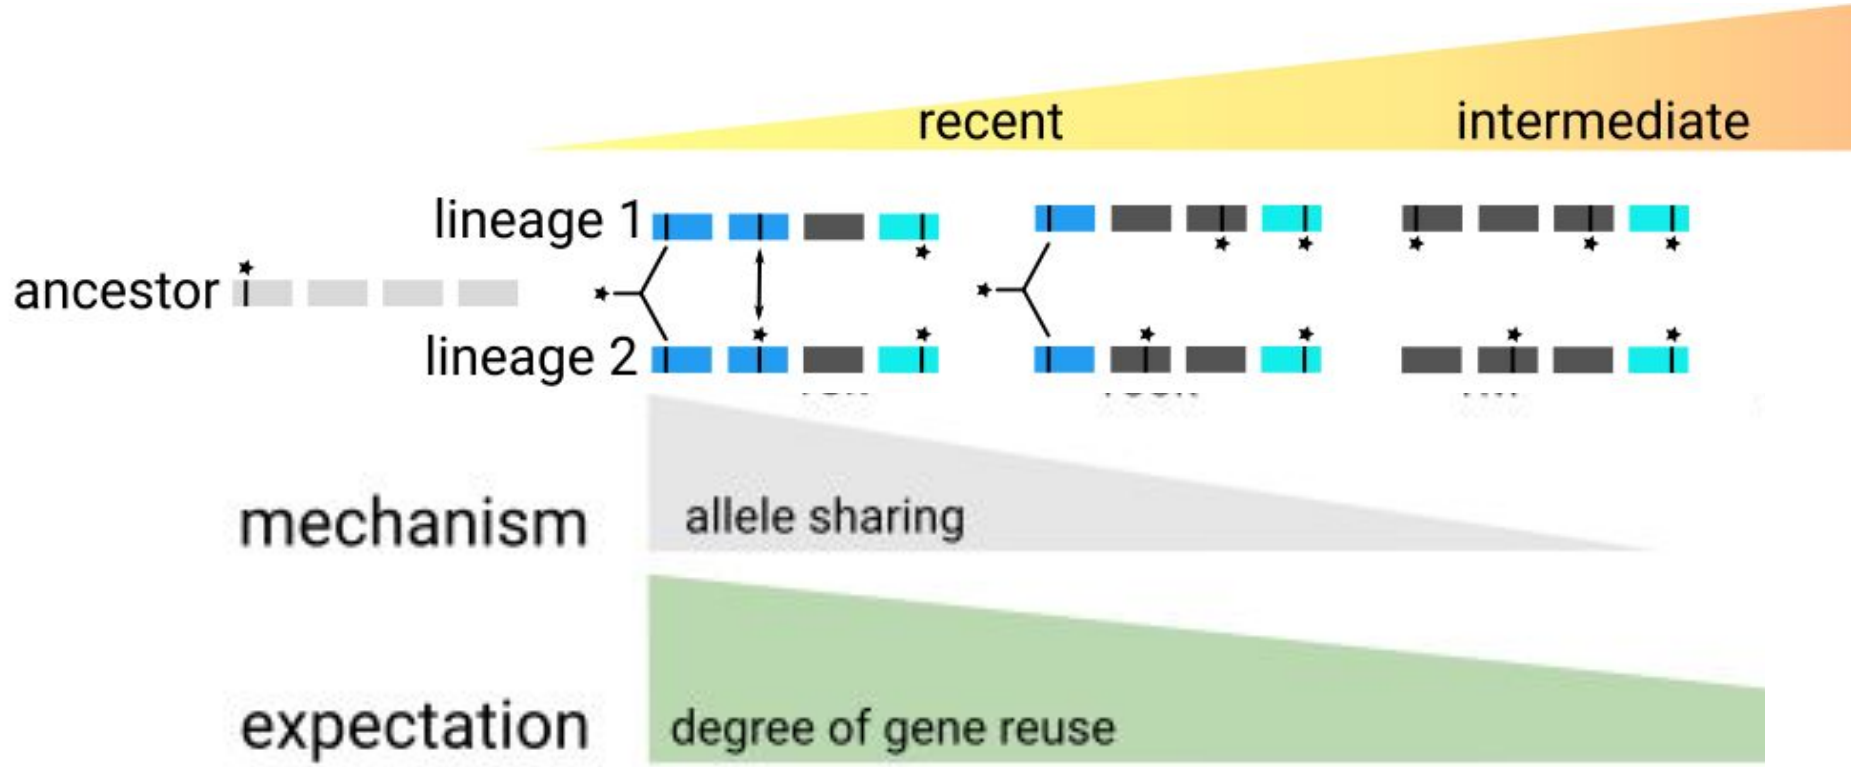 recent
intermediate
lineage 1
ancestor
lineage 2
mechanism
allele sharing
expectation
degree of gene reuse